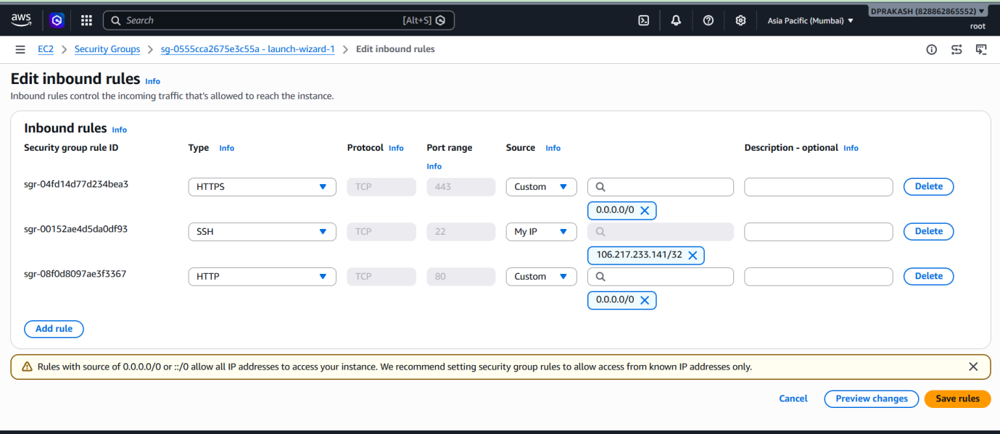 aws
Search [Alt+S]
Asia Pacific (Mumbai)
DPRAKASH (828862865552)
root
EC2 > Security Groups > sg-0555cca2675e3c55a - launch-wizard-1 > Edit inbound rules
Edit inbound rules Info
Inbound rules control the incoming traffic that's allowed to reach the instance.
Inbound rules Info
Security group rule ID Type Info Protocol Info Port range Info Source Info Description - optional Info
sgr-04fd14d77d234bea3 HTTPS TCP 443 Custom Delete
0.0.0.0/0
sgr-00152ae4d5da0df93 SSH TCP 22 My IP Delete
106.217.233.141/32
sgr-08f0d8097ae3f3367 HTTP TCP 80 Custom Delete
0.0.0.0/0
Add rule
Rules with source of 0.0.0.0/0 or ::/0 allow all IP addresses to access your instance. We recommend setting security group rules to allow access from known IP addresses only.
Cancel Preview changes Save rules